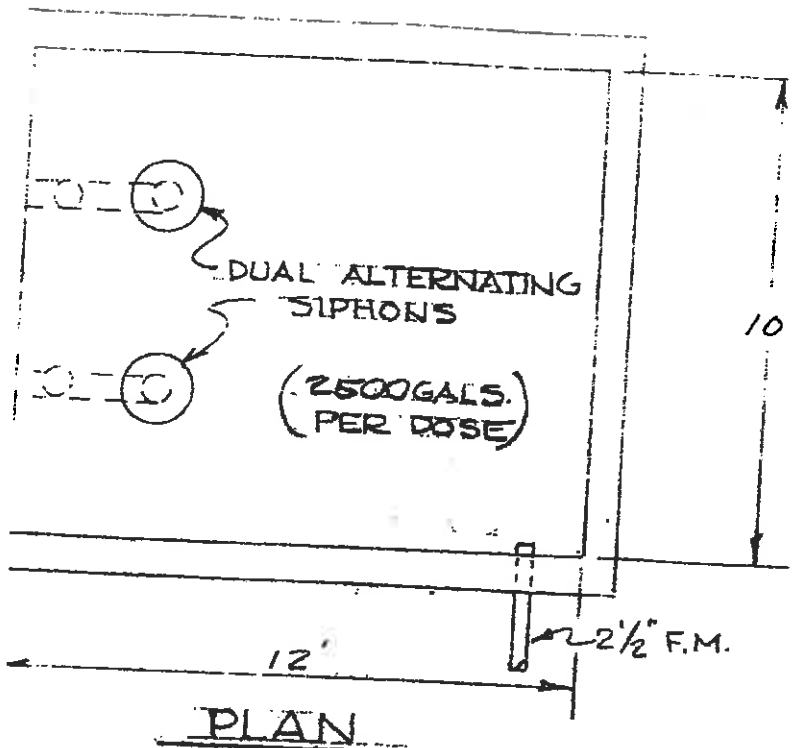 DUAL ALTERNATING
SIPHONS
(2500 GALS.
PER DOSE)
10
2½" F.M.
12'
PLAN